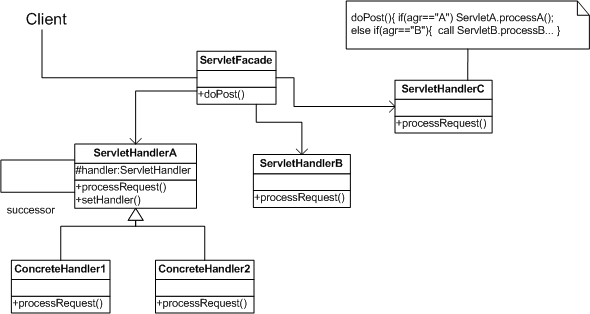 doPost(){ if(agr=="A") ServletA.processA();
else if(agr=="B"){ call ServletB.processB... }
Client
ServletFacade
+doPost()
ServletHandlerC
+processRequest()
ServletHandlerA
#handler:ServletHandler
+processRequest()
+setHandler()
ServletHandlerB
+processRequest()
successor
ConcreteHandler1
+processRequest()
ConcreteHandler2
+processRequest()